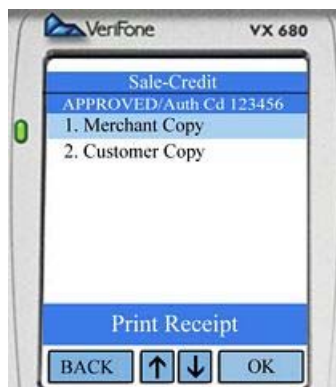 VeriFone VX 680
Sale-Credit
APPROVED/Auth Cd 123456
1. Merchant Copy
2. Customer Copy
Print Receipt
BACK ↑ ↓ OK